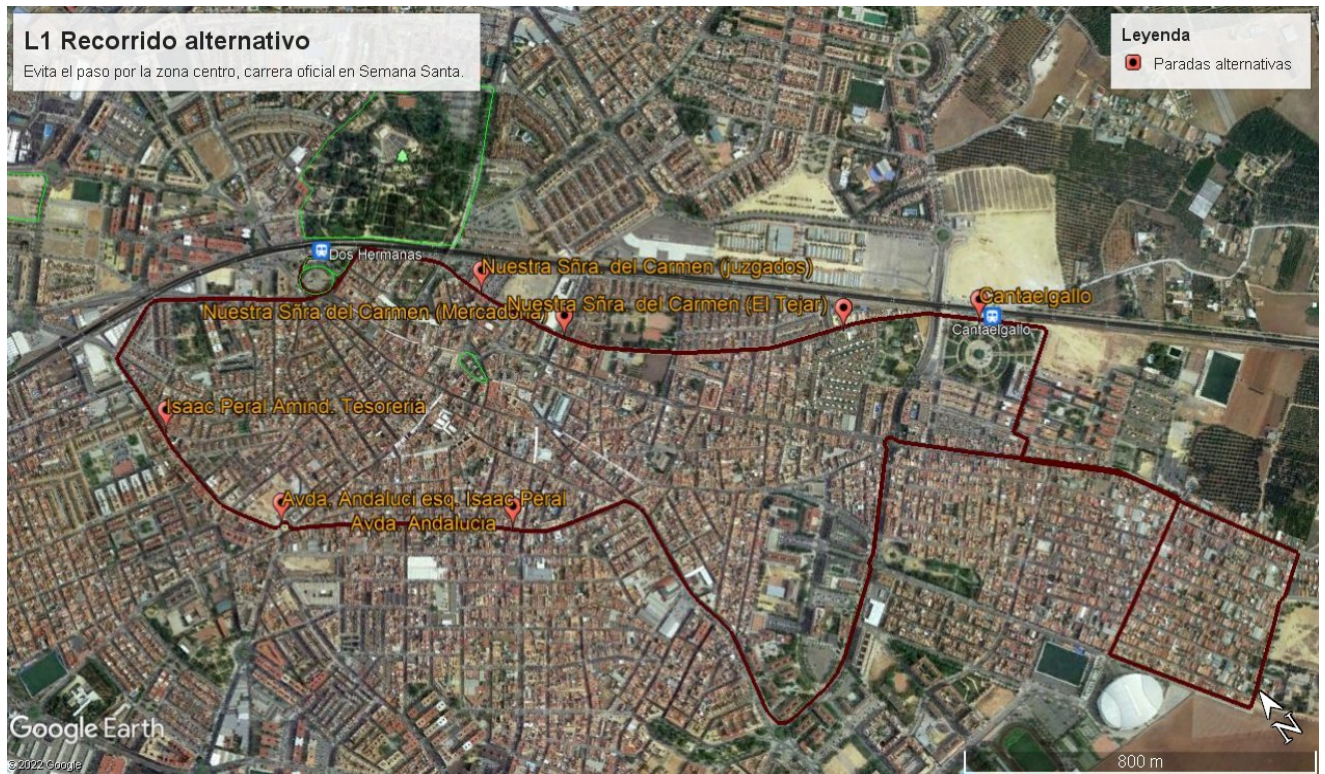 L1 Recorrido alternativo
Evita el paso por la zona centro, carrera oficial en Semana Santa.
Leyenda
Paradas alternativas
Dos Hermanas
Nuestra Sñra. del Carmen (juzgados)
Nuestra Sñra del Carmen (Mercadona)
Nuestra Sñra. del Carmen (El Tejar)
Cantaelgallo
Cantaelgallo
Isaac Peral Amind. Tesoreria
Avda. Andaluci esq. Isaac Peral
Avda. Andalucia
Google Earth
© 2022 Google
800 m
N